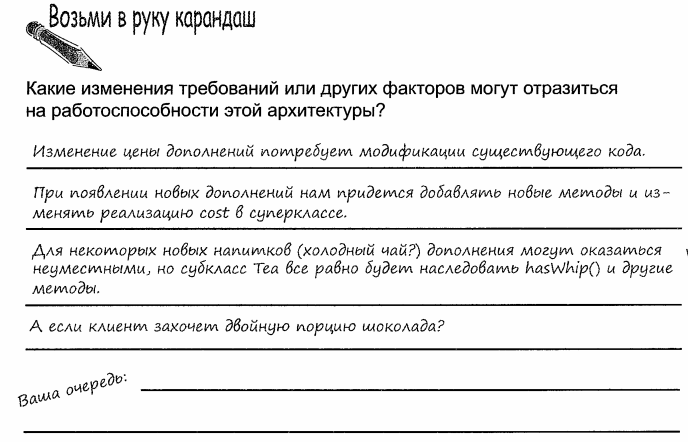 Возьми в руку карандаш
Какие изменения требований или других факторов могут отразиться
на работоспособности этой архитектуры?
Изменение цены дополнений потребует модификации существующего кода.
При появлении новых дополнений нам придется добавлять новые методы и из-
менять реализацию cost в суперклассе.
Для некоторых новых напитков (холодный чай?) дополнения могут оказаться
неуместными, но субкласс Tea все равно будет наследовать hasWhip() и другие
методы.
А если клиент захочет двойную порцию шоколада?
Ваша очередь: